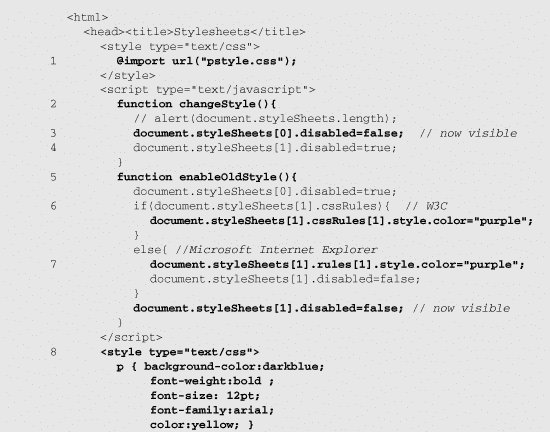 <html>
<head><title>Stylesheets</title>
<style type="text/css">
1 @import url("pstyle.css");
</style>
<script type="text/javascript">
2 function changeStyle(){
// alert(document.styleSheets.length);
3 document.styleSheets[0].disabled=false; // now visible
4 document.styleSheets[1].disabled=true;
}
5 function enableOldStyle(){
document.styleSheets[0].disabled=true;
6 if(document.styleSheets[1].cssRules){ // W3C
document.styleSheets[1].cssRules[1].style.color="purple";
}
else{ //Microsoft Internet Explorer
7 document.styleSheets[1].rules[1].style.color="purple";
document.styleSheets[1].disabled=false;
}
document.styleSheets[1].disabled=false; // now visible
}
</script>
8 <style type="text/css">
p { background-color:darkblue;
font-weight:bold ;
font-size: 12pt;
font-family:arial;
color:yellow; }